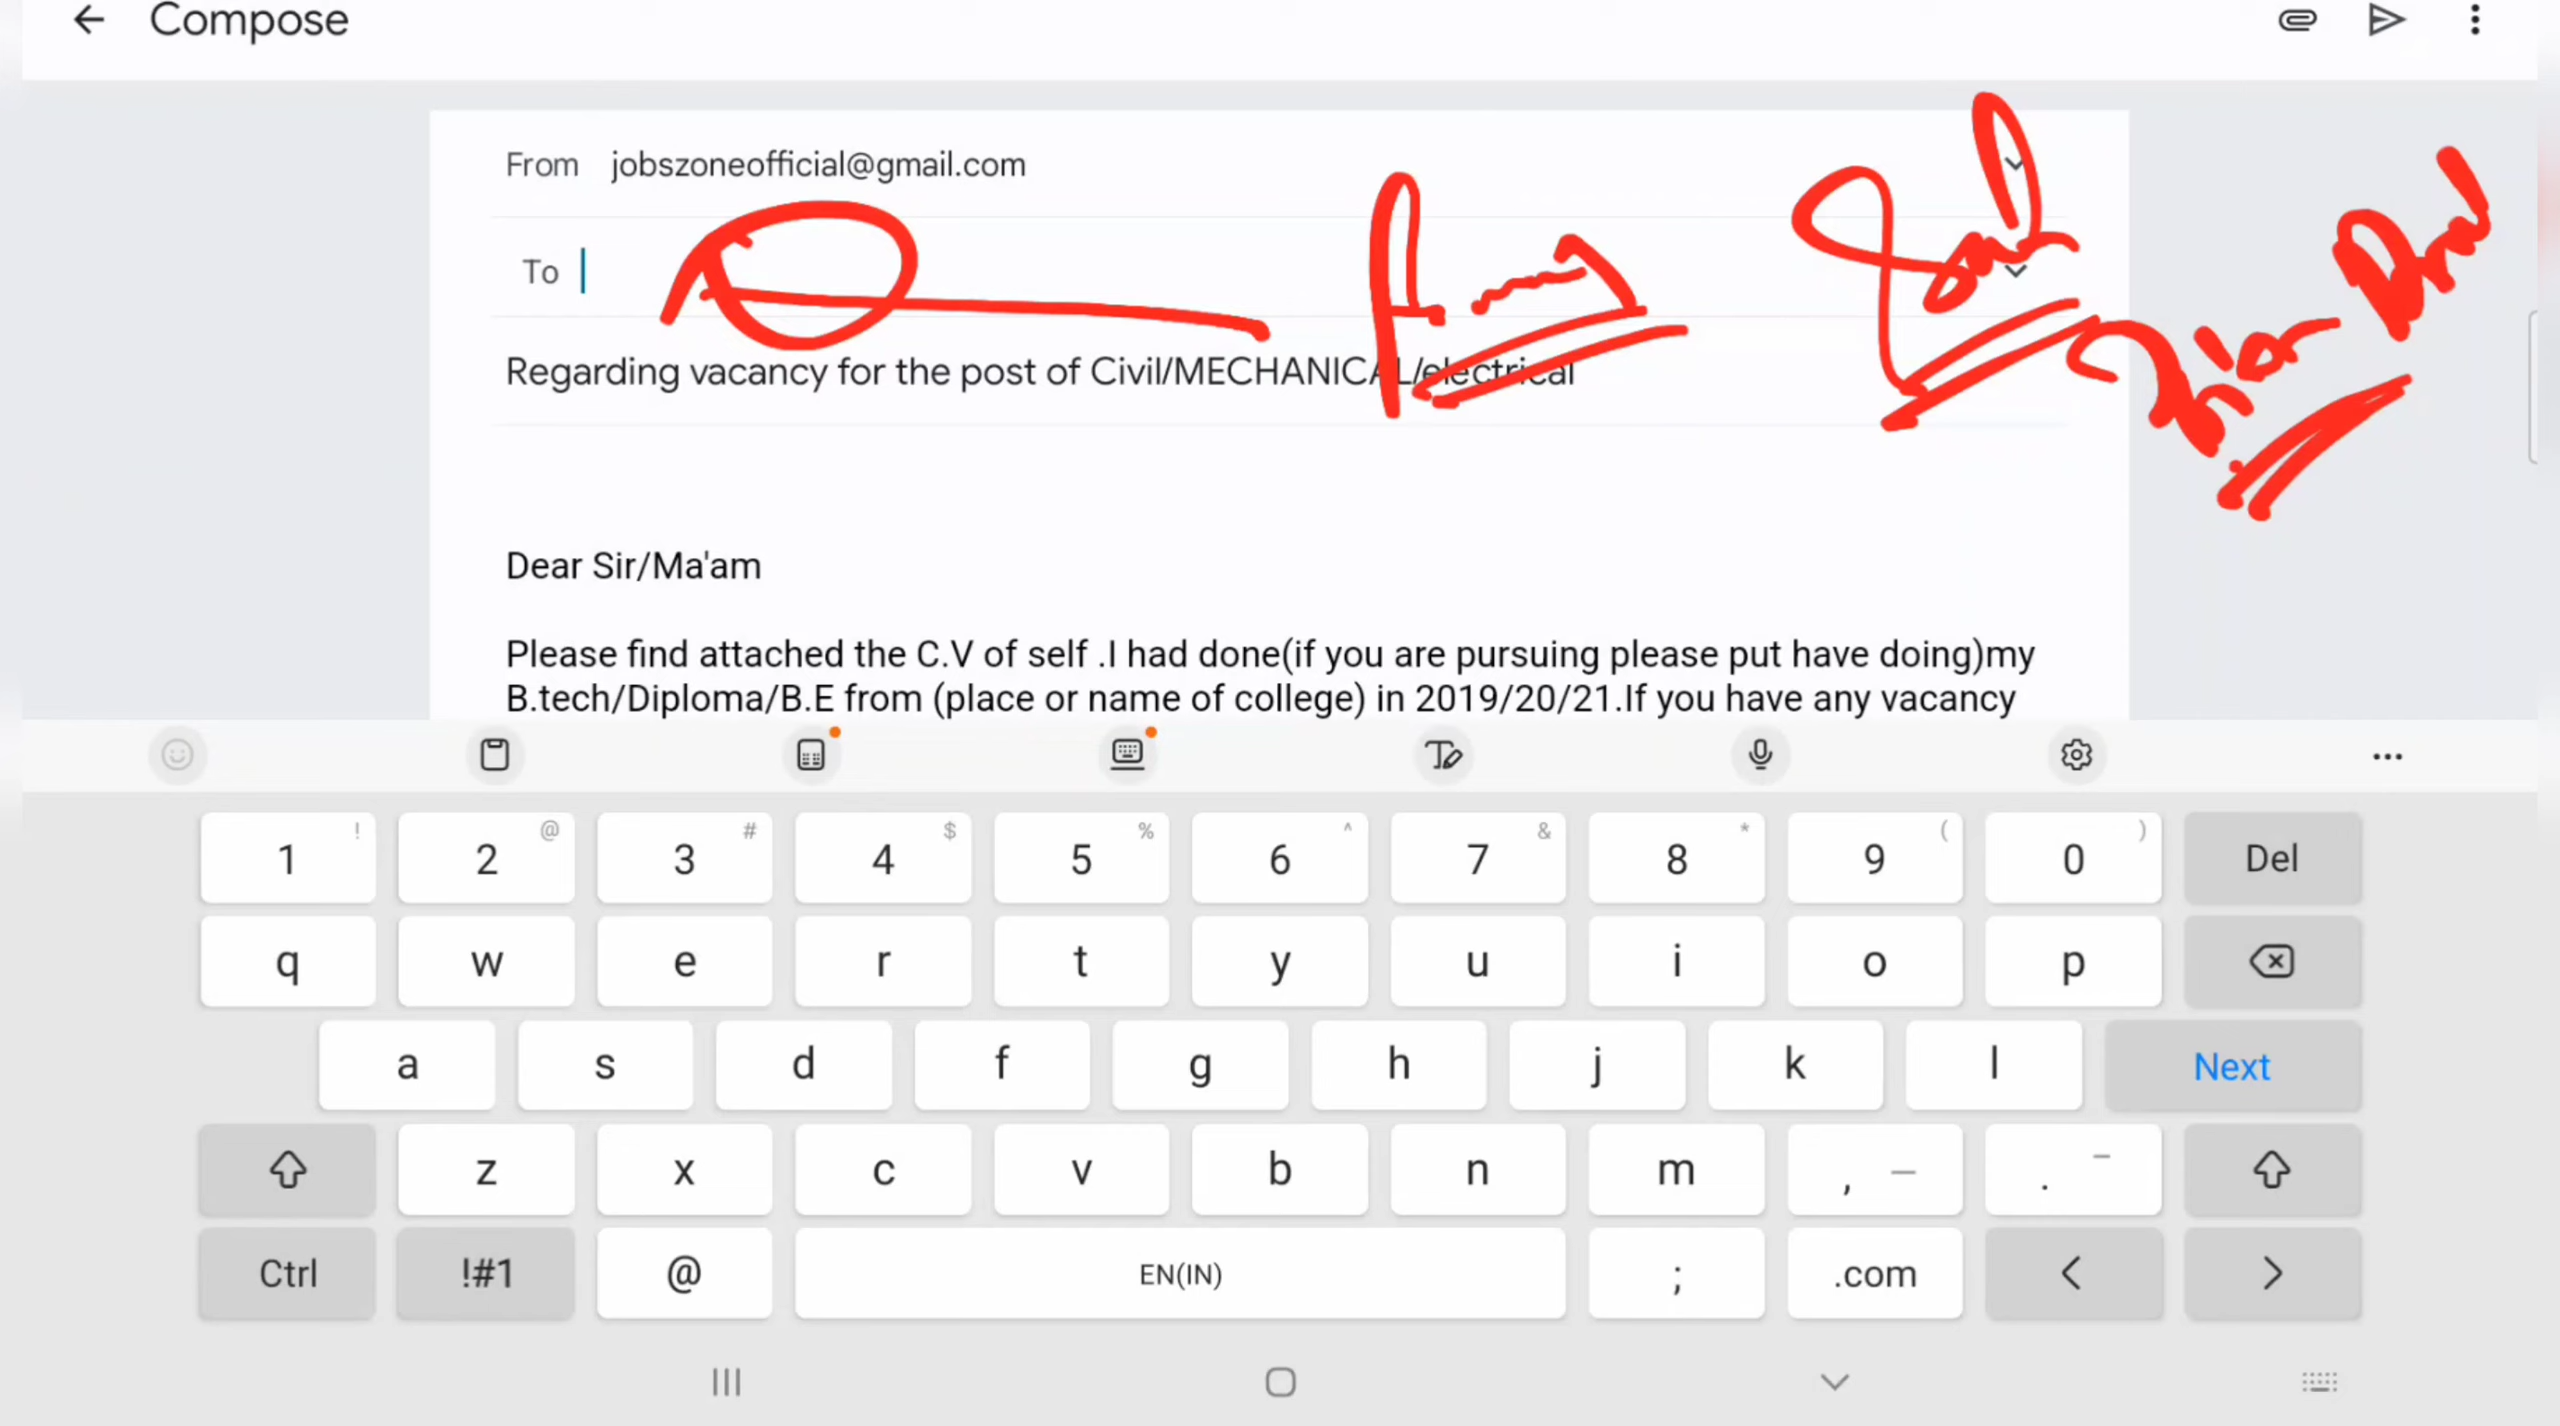 Compose
From jobszoneofficial@gmail.com
To
Regarding vacancy for the post of Civil/MECHANICAL/electrical
Dear Sir/Ma'am
Please find attached the C.V of self .I had done(if you are pursuing please put have doing)my
B.tech/Diploma/B.E from (place or name of college) in 2019/20/21.If you have any vacancy
! @ # $ % ^ & * ( )
1 2 3 4 5 6 7 8 9 0 Del
q w e r t y u i o p
a s d f g h j k l Next
z x c v b n m , — . –
Ctrl !#1 @ EN(IN) ; .com < >